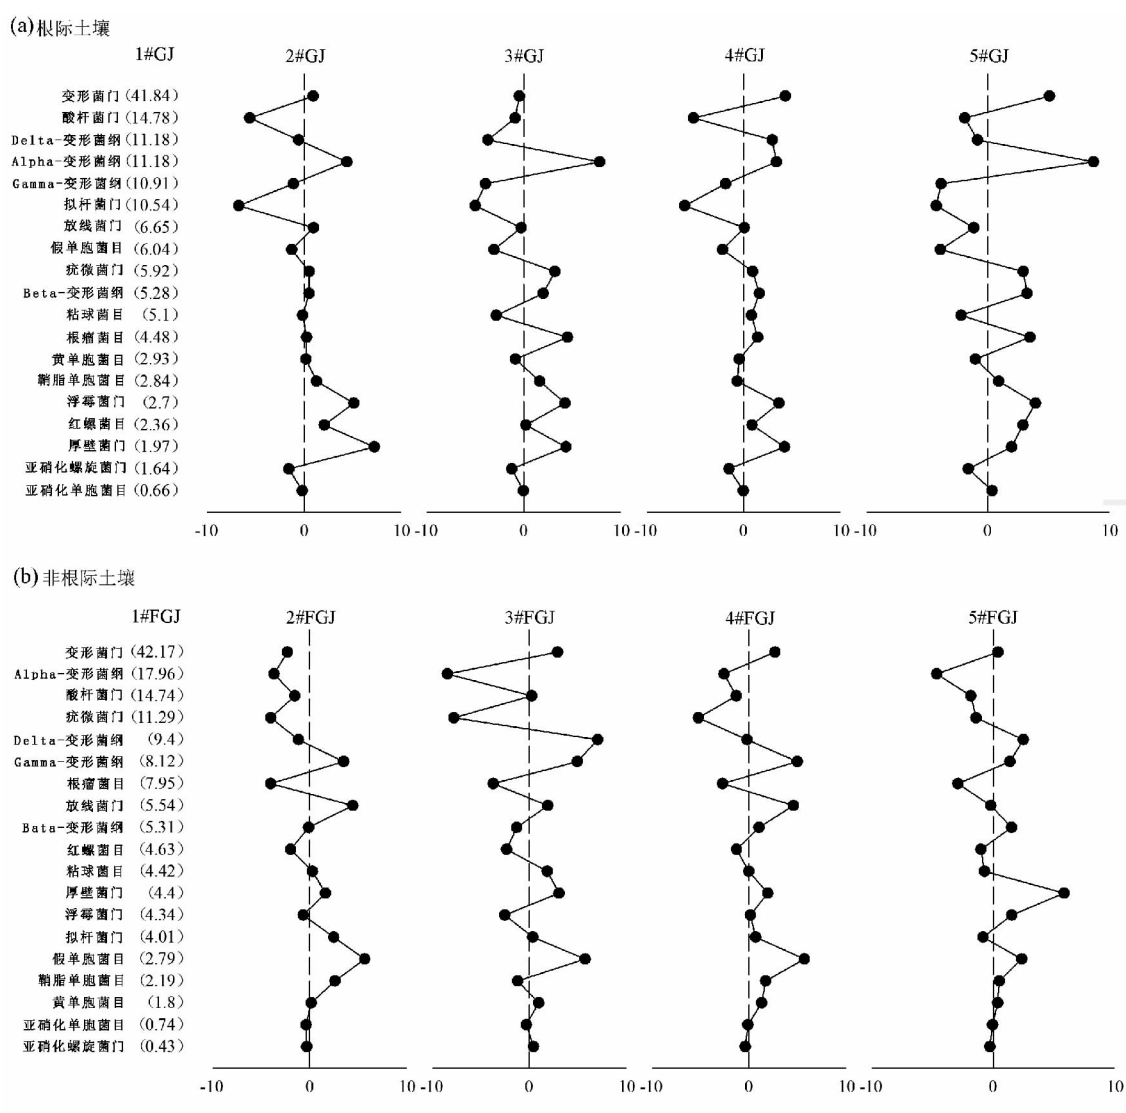 (a) 根际土壤
1#GJ 2#GJ 3#GJ 4#GJ 5#GJ
变形菌门(41.84)
酸杆菌门(14.78)
Delta-变形菌纲(11.18)
Alpha-变形菌纲(11.18)
Gamma-变形菌纲(10.91)
拟杆菌门(10.54)
放线菌门(6.65)
假单胞菌目(6.04)
疣微菌门(5.92)
Beta-变形菌纲(5.28)
粘球菌目(5.1)
根瘤菌目(4.48)
黄单胞菌目(2.93)
鞘脂单胞菌目(2.84)
浮霉菌门(2.7)
红螺菌目(2.36)
厚壁菌门(1.97)
亚硝化螺旋菌门(1.64)
亚硝化单胞菌目(0.66)
-10 0 10 -10 0 10 -10 0 10 -10 0 10
(b) 非根际土壤
1#FGJ 2#FGJ 3#FGJ 4#FGJ 5#FGJ
变形菌门(42.17)
Alpha-变形菌纲(17.96)
酸杆菌门(14.74)
疣微菌门(11.29)
Delta-变形菌纲(9.4)
Gamma-变形菌纲(8.12)
根瘤菌目(7.95)
放线菌门(5.54)
Bata-变形菌纲(5.31)
红螺菌目(4.63)
粘球菌目(4.42)
厚壁菌门(4.4)
浮霉菌门(4.34)
拟杆菌门(4.01)
假单胞菌目(2.79)
鞘脂单胞菌目(2.19)
黄单胞菌目(1.8)
亚硝化单胞菌目(0.74)
亚硝化螺旋菌门(0.43)
-10 0 10 -10 0 10 -10 0 10 -10 0 10